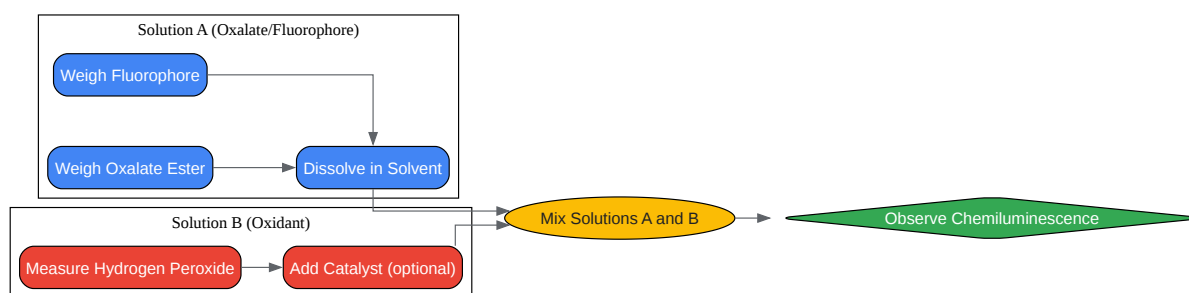 Solution A (Oxalate/Fluorophore)
Weigh Fluorophore
Weigh Oxalate Ester
Dissolve in Solvent
Solution B (Oxidant)
Measure Hydrogen Peroxide
Add Catalyst (optional)
Mix Solutions A and B
Observe Chemiluminescence